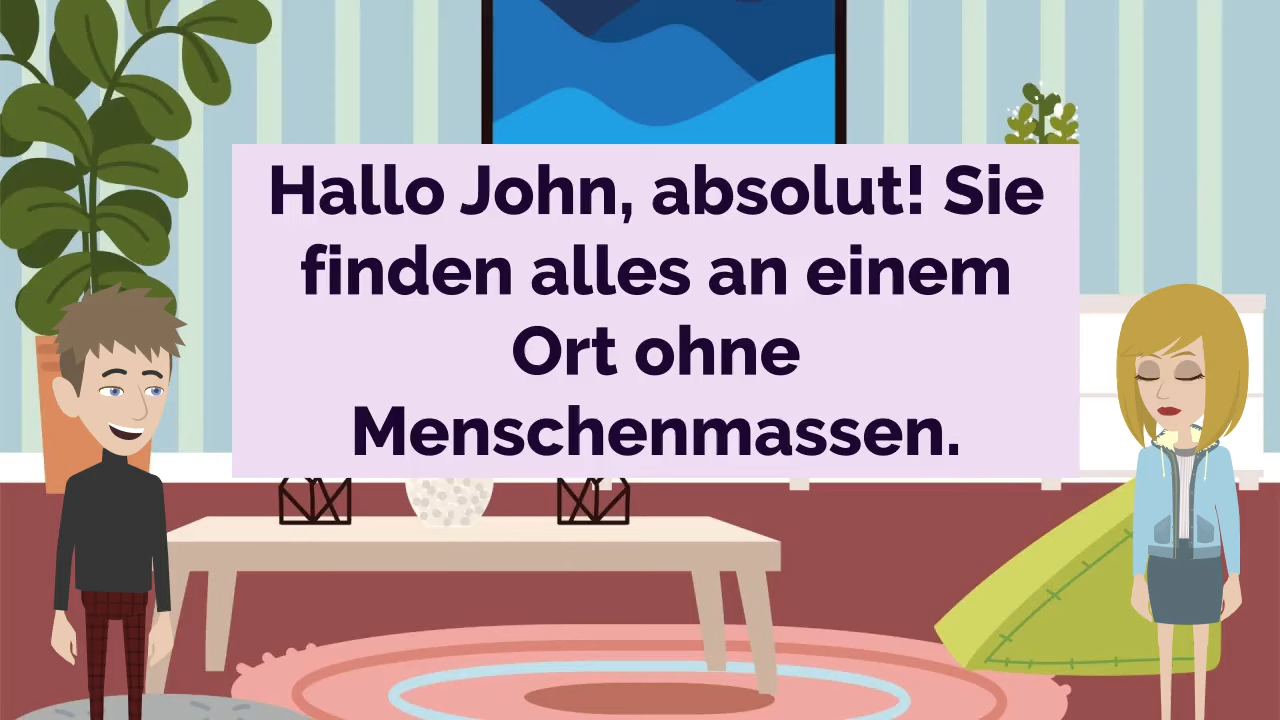 Hallo John, absolut! Sie
finden alles an einem
Ort ohne
Menschenmassen.